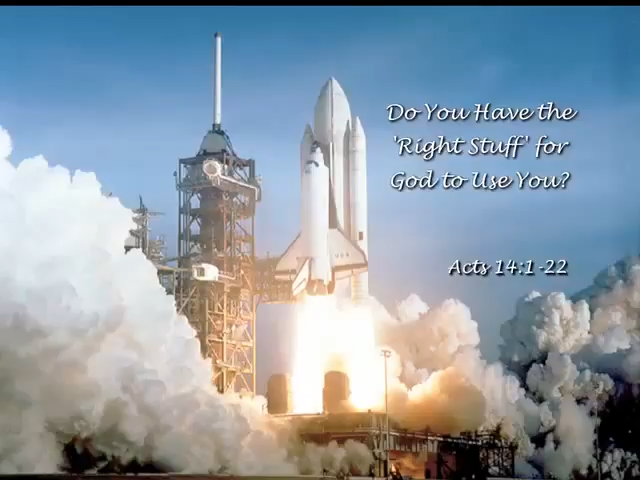 Do You Have the
'Right Stuff' for
God to Use You?
Acts 14:1-22